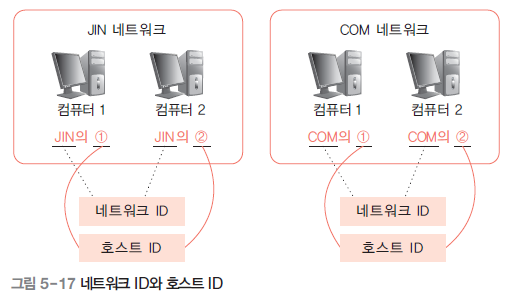 JIN 네트워크
컴퓨터 1
컴퓨터 2
JIN의 ①
JIN의 ②
네트워크 ID
호스트 ID
COM 네트워크
컴퓨터 1
컴퓨터 2
COM의 ①
COM의 ②
네트워크 ID
호스트 ID
그림 5-17 네트워크 ID와 호스트 ID